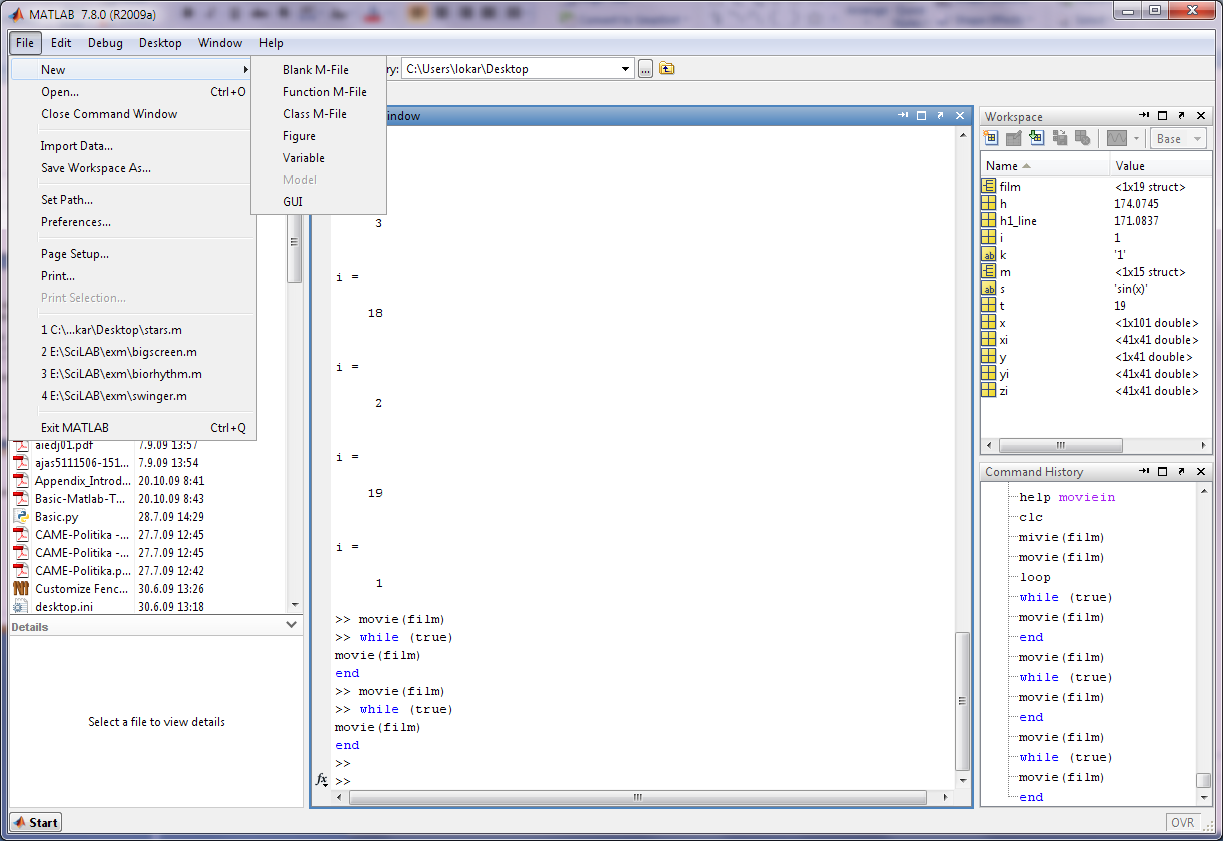 MATLAB 7.8.0 (R2009a)
File Edit Debug Desktop Window Help
New
Open... Ctrl+O
Close Command Window
Import Data...
Save Workspace As...
Set Path...
Preferences...
Page Setup...
Print...
Print Selection...
1 C:\...kar\Desktop\stars.m
2 E:\SciLAB\exm\bigscreen.m
3 E:\SciLAB\exm\biorhythm.m
4 E:\SciLAB\exm\swinger.m
Exit MATLAB Ctrl+Q
Blank M-File
Function M-File
Class M-File
Figure
Variable
Model
GUI
ry: C:\Users\lokar\Desktop ...
aiedj01.pdf 7.9.09 13:57
ajas5111506-151... 7.9.09 13:54
Appendix_Introd... 20.10.09 8:41
Basic-Matlab-T... 20.10.09 8:43
Basic.py 28.7.09 14:29
CAME-Politika -... 27.7.09 12:45
CAME-Politika -... 27.7.09 12:45
CAME-Politika.p... 27.7.09 12:42
Customize Fenc... 30.6.09 13:26
desktop.ini 30.6.09 13:18
Details
Select a file to view details
indow
3
i =
18
i =
2
i =
19
i =
1
>> movie(film)
>> while (true)
movie(film)
end
>> movie(film)
>> while (true)
movie(film)
end
>>
fx >>
Workspace
Base
Name Value
film <1x19 struct>
h 174.0745
h1_line 171.0837
i 1
k '1'
m <1x15 struct>
s 'sin(x)'
t 19
x <1x101 double>
xi <41x41 double>
y <1x41 double>
yi <41x41 double>
zi <41x41 double>
Command History
help moviein
clc
mivie(film)
movie(film)
loop
while (true)
movie(film)
end
movie(film)
while (true)
movie(film)
end
movie(film)
while (true)
movie(film)
end
Start
OVR